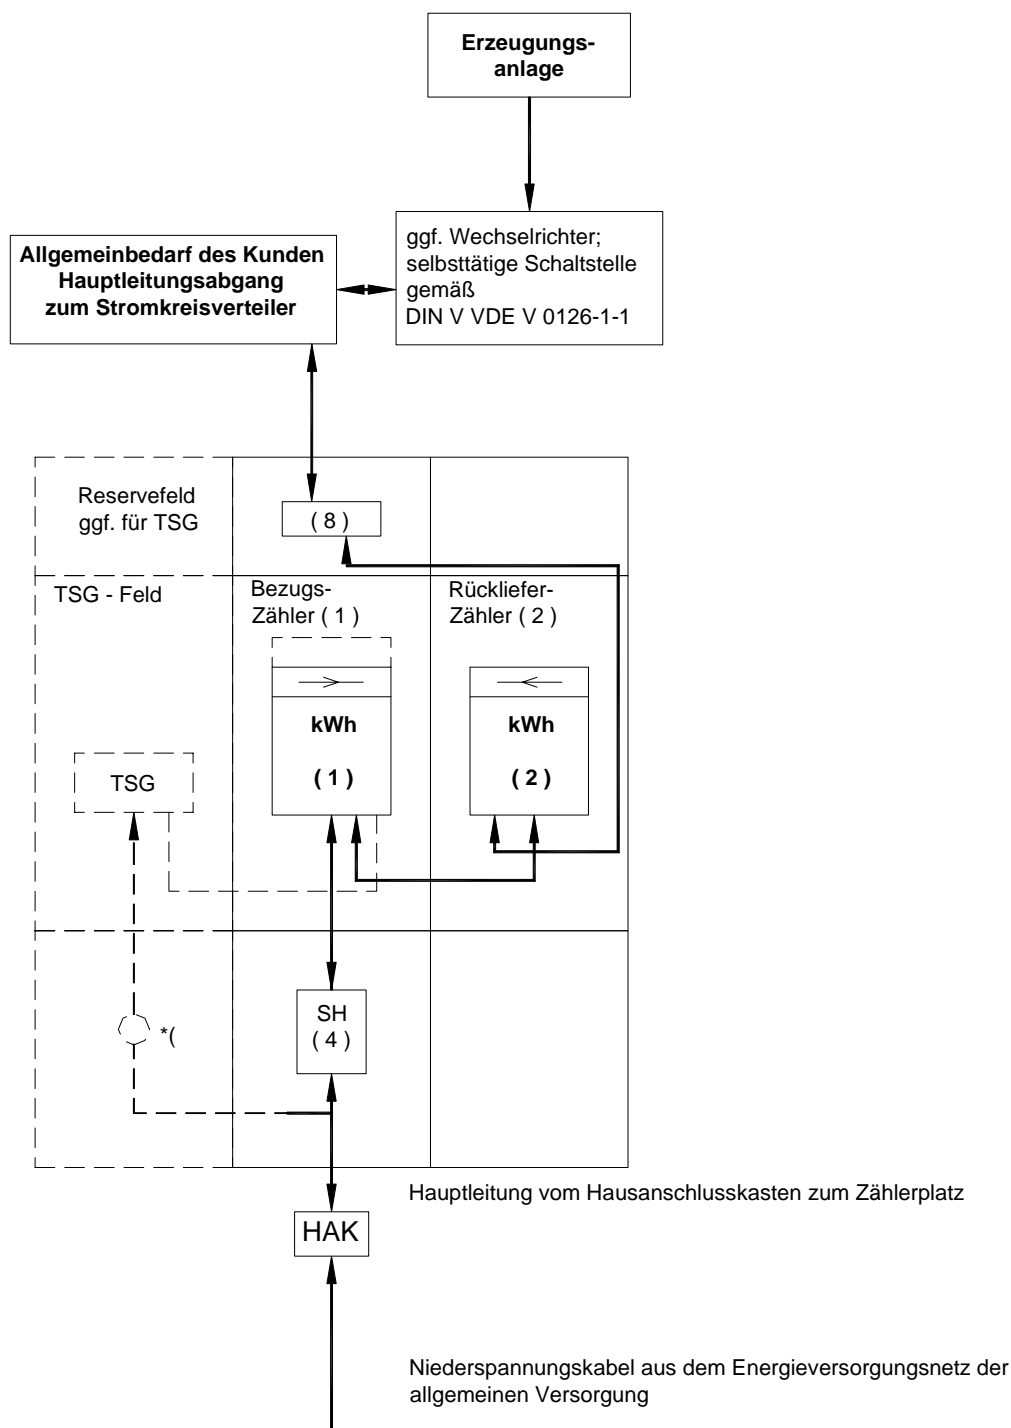 Erzeugungs-
anlage
ggf. Wechselrichter;
selbsttätige Schaltstelle
gemäß
DIN V VDE V 0126-1-1
Allgemeinbedarf des Kunden
Hauptleitungsabgang
zum Stromkreisverteiler
Reservefeld
ggf. für TSG
( 8 )
TSG - Feld
Bezugs-
Zähler ( 1 )
Rückliefer-
Zähler ( 2 )
kWh
( 1 )
kWh
( 2 )
TSG
SH
( 4 )
*(
Hauptleitung vom Hausanschlusskasten zum Zählerplatz
HAK
Niederspannungskabel aus dem Energieversorgungsnetz der
allgemeinen Versorgung